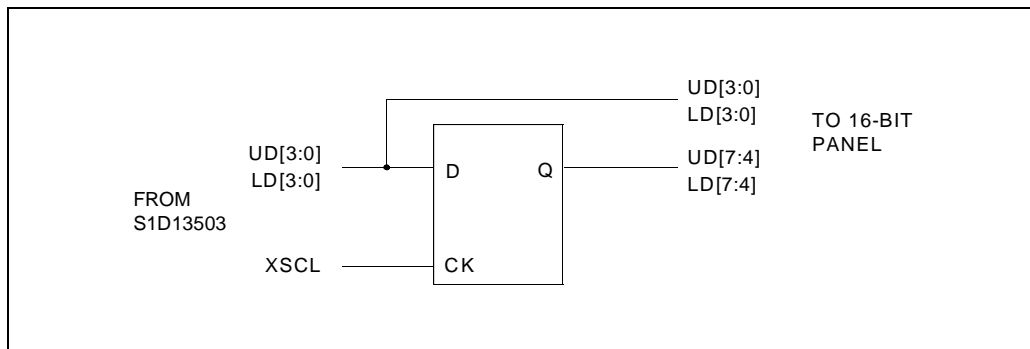 UD[3:0]
LD[3:0]
TO 16-BIT
PANEL
UD[3:0]
LD[3:0]
D
Q
UD[7:4]
LD[7:4]
FROM
S1D13503
XSCL
CK